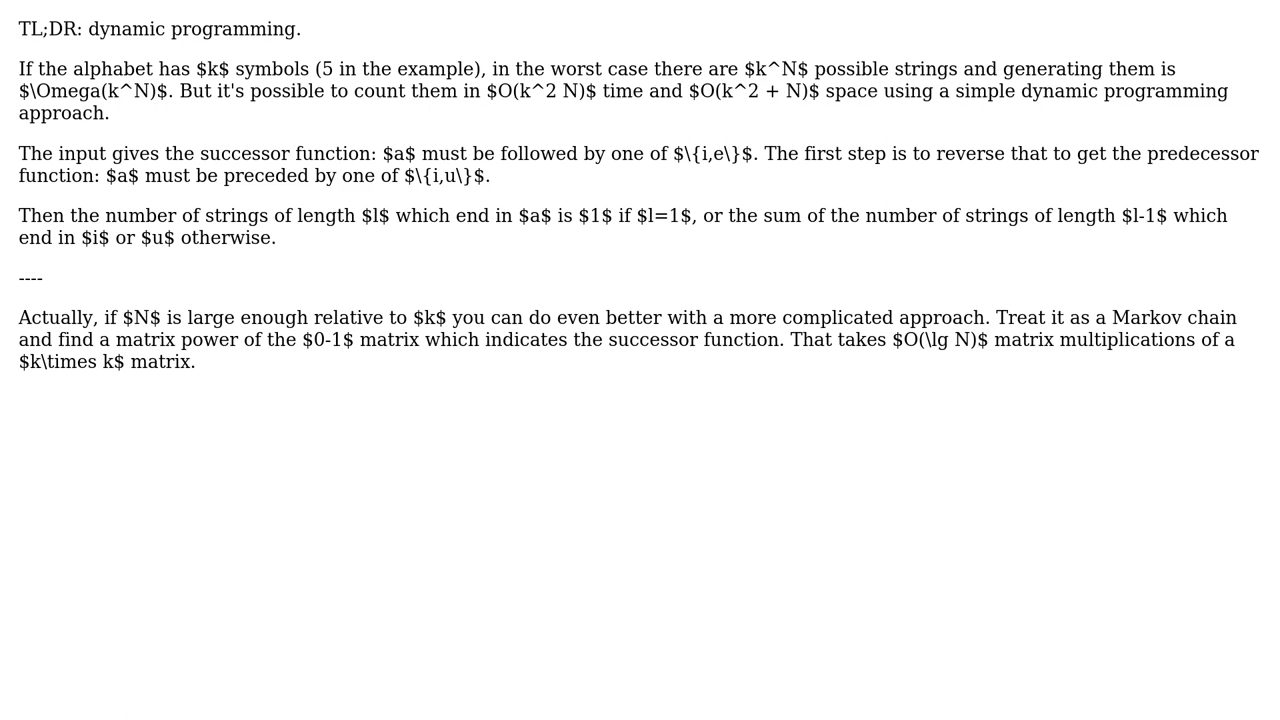 TL;DR: dynamic programming.
If the alphabet has $k$ symbols (5 in the example), in the worst case there are $k^N$ possible strings and generating them is
$\Omega(k^N)$. But it's possible to count them in $O(k^2 N)$ time and $O(k^2 + N)$ space using a simple dynamic programming
approach.
The input gives the successor function: $a$ must be followed by one of $\{i,e\}$. The first step is to reverse that to get the predecessor
function: $a$ must be preceded by one of $\{i,u\}$.
Then the number of strings of length $l$ which end in $a$ is $1$ if $l=1$, or the sum of the number of strings of length $l-1$ which
end in $i$ or $u$ otherwise.
----
Actually, if $N$ is large enough relative to $k$ you can do even better with a more complicated approach. Treat it as a Markov chain
and find a matrix power of the $0-1$ matrix which indicates the successor function. That takes $O(\lg N)$ matrix multiplications of a
$k\times k$ matrix.